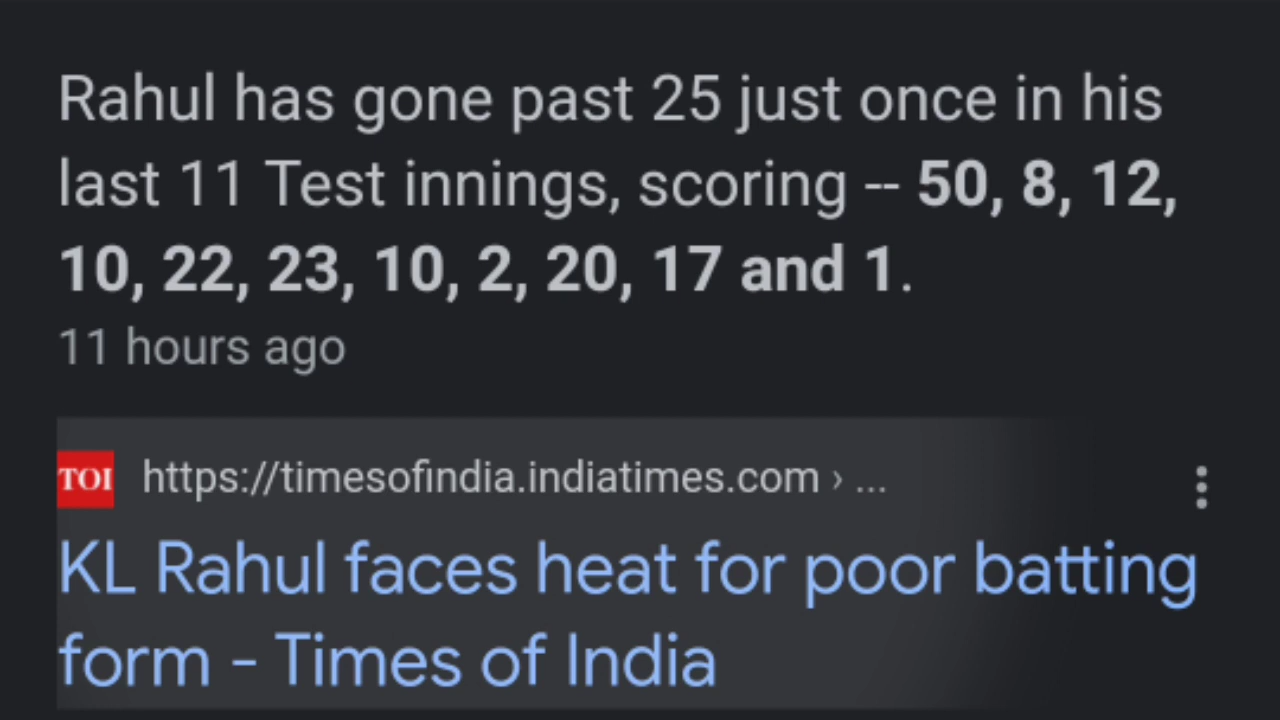 Rahul has gone past 25 just once in his
last 11 Test innings, scoring -- 50, 8, 12,
10, 22, 23, 10, 2, 20, 17 and 1.
11 hours ago
TOI https://timesofindia.indiatimes.com › ...
KL Rahul faces heat for poor batting
form - Times of India